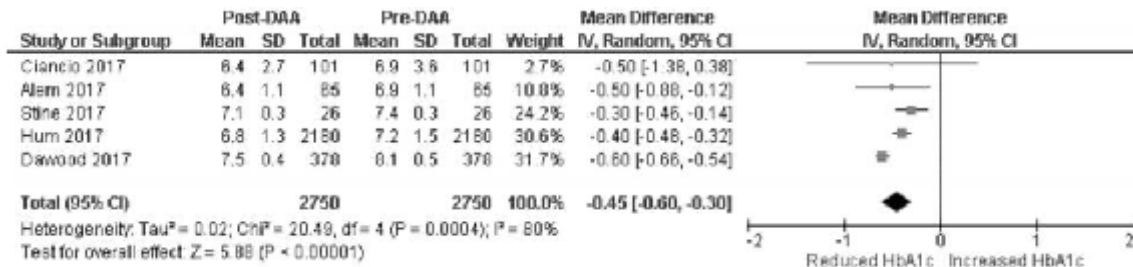 Post-DAA Pre-DAA Mean Difference Mean Difference
Study or Subgroup Mean SD Total Mean SD Total Weight IV, Random, 95% CI IV, Random, 95% CI
Ciancio 2017 6.4 2.7 101 6.9 3.6 101 2.7% -0.50 [-1.38, 0.38]
Alem 2017 6.4 1.1 65 6.9 1.1 65 10.8% -0.50 [-0.88, -0.12]
Stine 2017 7.1 0.3 26 7.4 0.3 26 24.2% -0.30 [-0.46, -0.14]
Hum 2017 6.8 1.3 2180 7.2 1.5 2180 30.6% -0.40 [-0.48, -0.32]
Dawood 2017 7.5 0.4 378 8.1 0.5 378 31.7% -0.60 [-0.66, -0.54]
Total (95% CI) 2750 2750 100.0% -0.45 [-0.60, -0.30]
Heterogeneity: Tau² = 0.02; Chi² = 20.49, df = 4 (P = 0.0004); I² = 80%
Test for overall effect: Z = 5.88 (P < 0.00001)
-2 -1 0 1 2
Reduced HbA1c Increased HbA1c